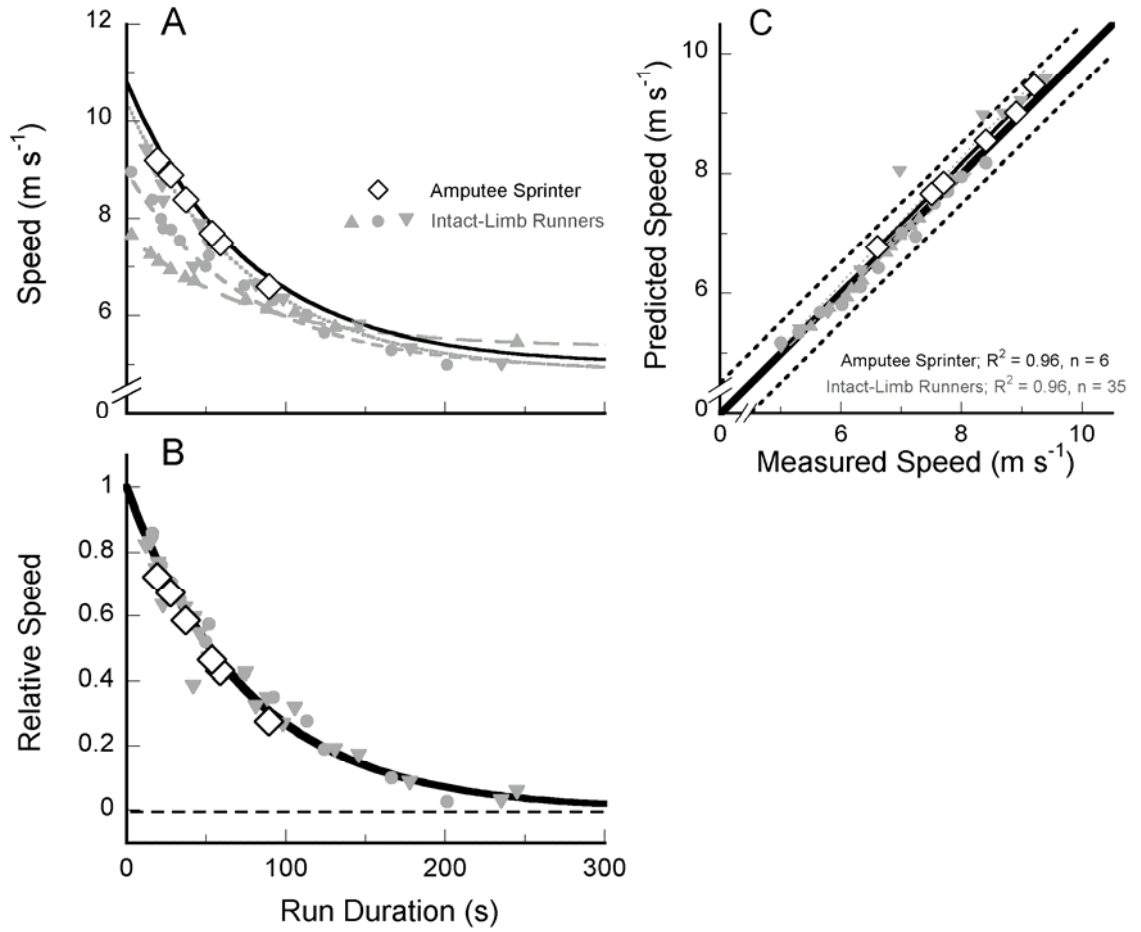 A
12
10
8
6
0
Speed (m s⁻¹)
Amputee Sprinter
Intact-Limb Runners
B
1
0.8
0.6
0.4
0.2
0
Relative Speed
0 100 200 300
Run Duration (s)
C
10
8
6
0
Predicted Speed (m s⁻¹)
Amputee Sprinter; R² = 0.96, n = 6
Intact-Limb Runners; R² = 0.96, n = 35
0 6 8 10
Measured Speed (m s⁻¹)